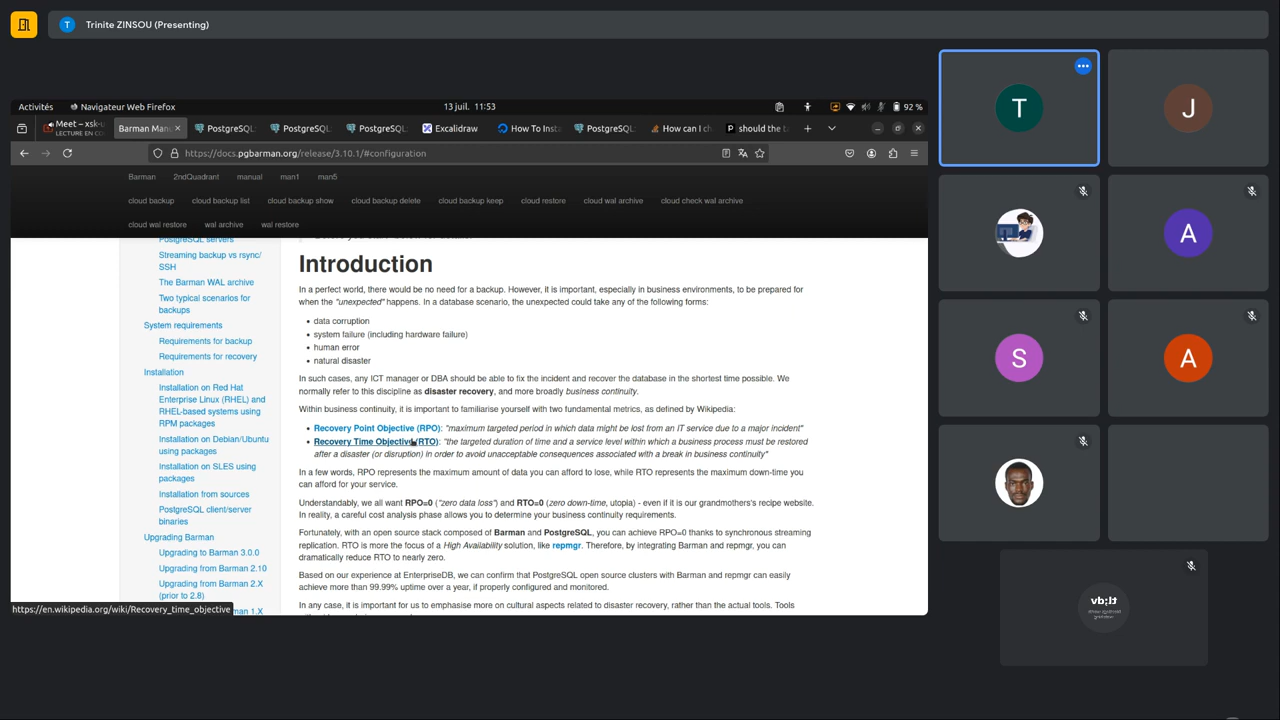 Trinite ZINSOU (Presenting)
Activités
Navigateur Web Firefox
13 juil. 11:53
92 %
Meet – xsk-u
LECTURE EN CO
Barman Man
PostgreSQL:
PostgreSQL:
PostgreSQL:
Excalidraw
How To Inst
PostgreSQL:
How can I ch
should the ta
https://docs.pgbarman.org/release/3.10.1/#configuration
Barman 2ndQuadrant manual man1 man5
cloud backup cloud backup list cloud backup show cloud backup delete cloud backup keep cloud restore cloud wal archive cloud check wal archive
cloud wal restore wal archive wal restore
PostgreSQL servers
Streaming backup vs rsync/
SSH
The Barman WAL archive
Two typical scenarios for
backups
System requirements
Requirements for backup
Requirements for recovery
Installation
Installation on Red Hat
Enterprise Linux (RHEL) and
RHEL-based systems using
RPM packages
Installation on Debian/Ubuntu
using packages
Installation on SLES using
packages
Installation from sources
PostgreSQL client/server
binaries
Upgrading Barman
Upgrading to Barman 3.0.0
Upgrading from Barman 2.10
Upgrading from Barman 2.X
(prior to 2.8)
1.X
https://en.wikipedia.org/wiki/Recovery_time_objective
Introduction
In a perfect world, there would be no need for a backup. However, it is important, especially in business environments, to be prepared for
when the "unexpected" happens. In a database scenario, the unexpected could take any of the following forms:
• data corruption
• system failure (including hardware failure)
• human error
• natural disaster
In such cases, any ICT manager or DBA should be able to fix the incident and recover the database in the shortest time possible. We
normally refer to this discipline as disaster recovery, and more broadly business continuity.
Within business continuity, it is important to familiarise yourself with two fundamental metrics, as defined by Wikipedia:
• Recovery Point Objective (RPO): "maximum targeted period in which data might be lost from an IT service due to a major incident"
• Recovery Time Objective (RTO): "the targeted duration of time and a service level within which a business process must be restored
after a disaster (or disruption) in order to avoid unacceptable consequences associated with a break in business continuity"
In a few words, RPO represents the maximum amount of data you can afford to lose, while RTO represents the maximum down-time you
can afford for your service.
Understandably, we all want RPO=0 ("zero data loss") and RTO=0 (zero down-time, utopia) - even if it is our grandmothers's recipe website.
In reality, a careful cost analysis phase allows you to determine your business continuity requirements.
Fortunately, with an open source stack composed of Barman and PostgreSQL, you can achieve RPO=0 thanks to synchronous streaming
replication. RTO is more the focus of a High Availability solution, like repmgr. Therefore, by integrating Barman and repmgr, you can
dramatically reduce RTO to nearly zero.
Based on our experience at EnterpriseDB, we can confirm that PostgreSQL open source clusters with Barman and repmgr can easily
achieve more than 99.99% uptime over a year, if properly configured and monitored.
In any case, it is important for us to emphasise more on cultural aspects related to disaster recovery, rather than the actual tools. Tools
T
T
J
A
S
A